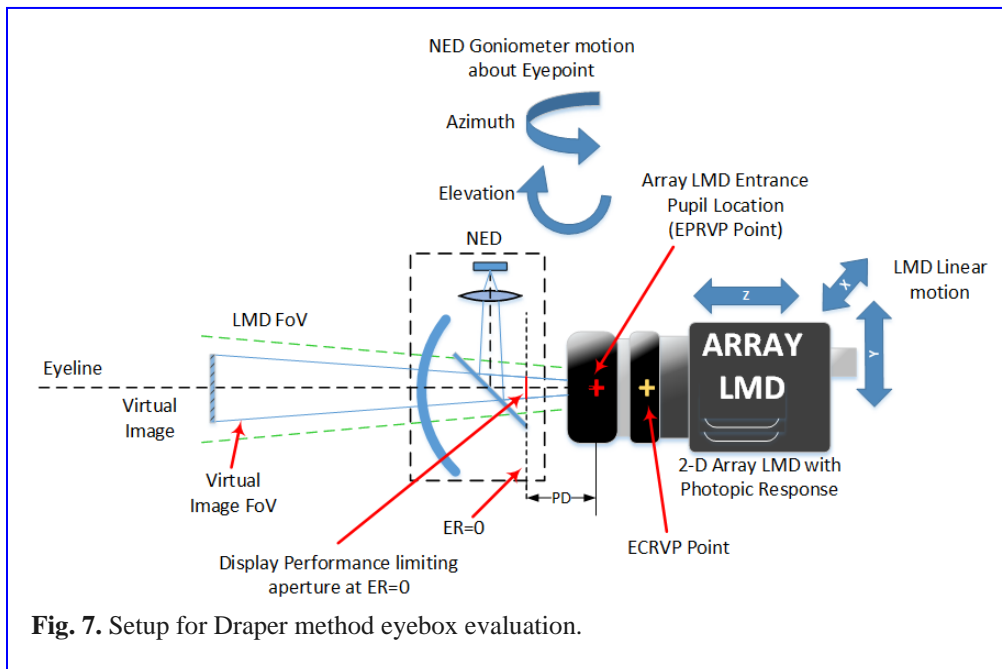 NED Goniometer motion
about Eyepoint
Azimuth
Elevation
Array LMD Entrance
Pupil Location
(EPRVP Point)
NED
LMD Linear
motion
X
Z
Y
LMD FoV
ARRAY
LMD
Eyeline
Virtual
Image
2-D Array LMD with
Photopic Response
Virtual
Image FoV
PD
ER=0
ECRVP Point
Display Performance limiting
aperture at ER=0
Fig. 7. Setup for Draper method eyebox evaluation.